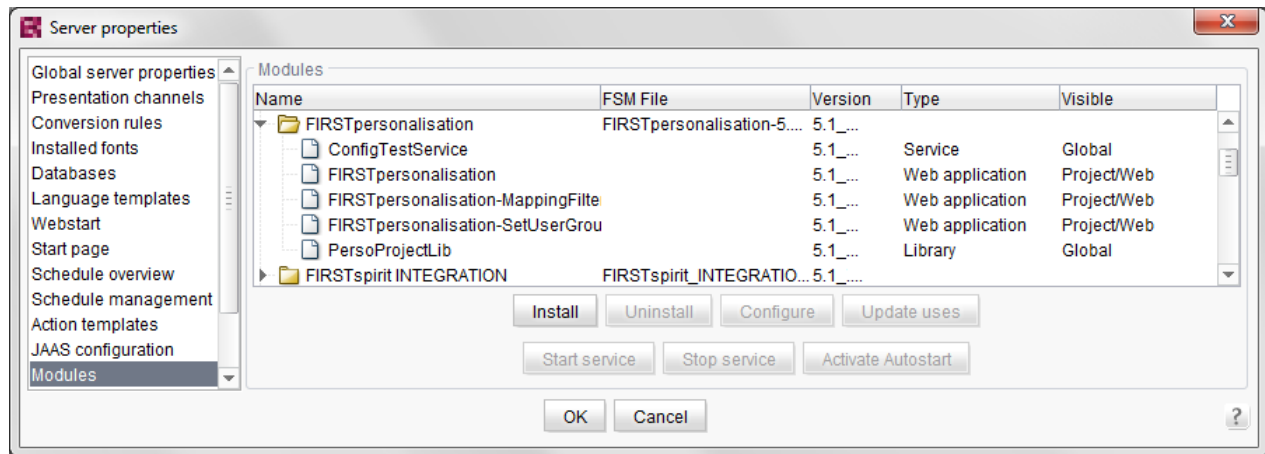 Server properties
Global server properties
Presentation channels
Conversion rules
Installed fonts
Databases
Language templates
Webstart
Start page
Schedule overview
Schedule management
Action templates
JAAS configuration
Modules
Modules
Name FSM File Version Type Visible
FIRSTpersonalisation FIRSTpersonalisation-5.... 5.1_...
ConfigTestService 5.1_... Service Global
FIRSTpersonalisation 5.1_... Web application Project/Web
FIRSTpersonalisation-MappingFilte 5.1_... Web application Project/Web
FIRSTpersonalisation-SetUserGrou 5.1_... Web application Project/Web
PersoProjectLib 5.1_... Library Global
FIRSTspirit INTEGRATION FIRSTspirit_INTEGRATIO... 5.1_....
Install Uninstall Configure Update uses
Start service Stop service Activate Autostart
OK Cancel ?